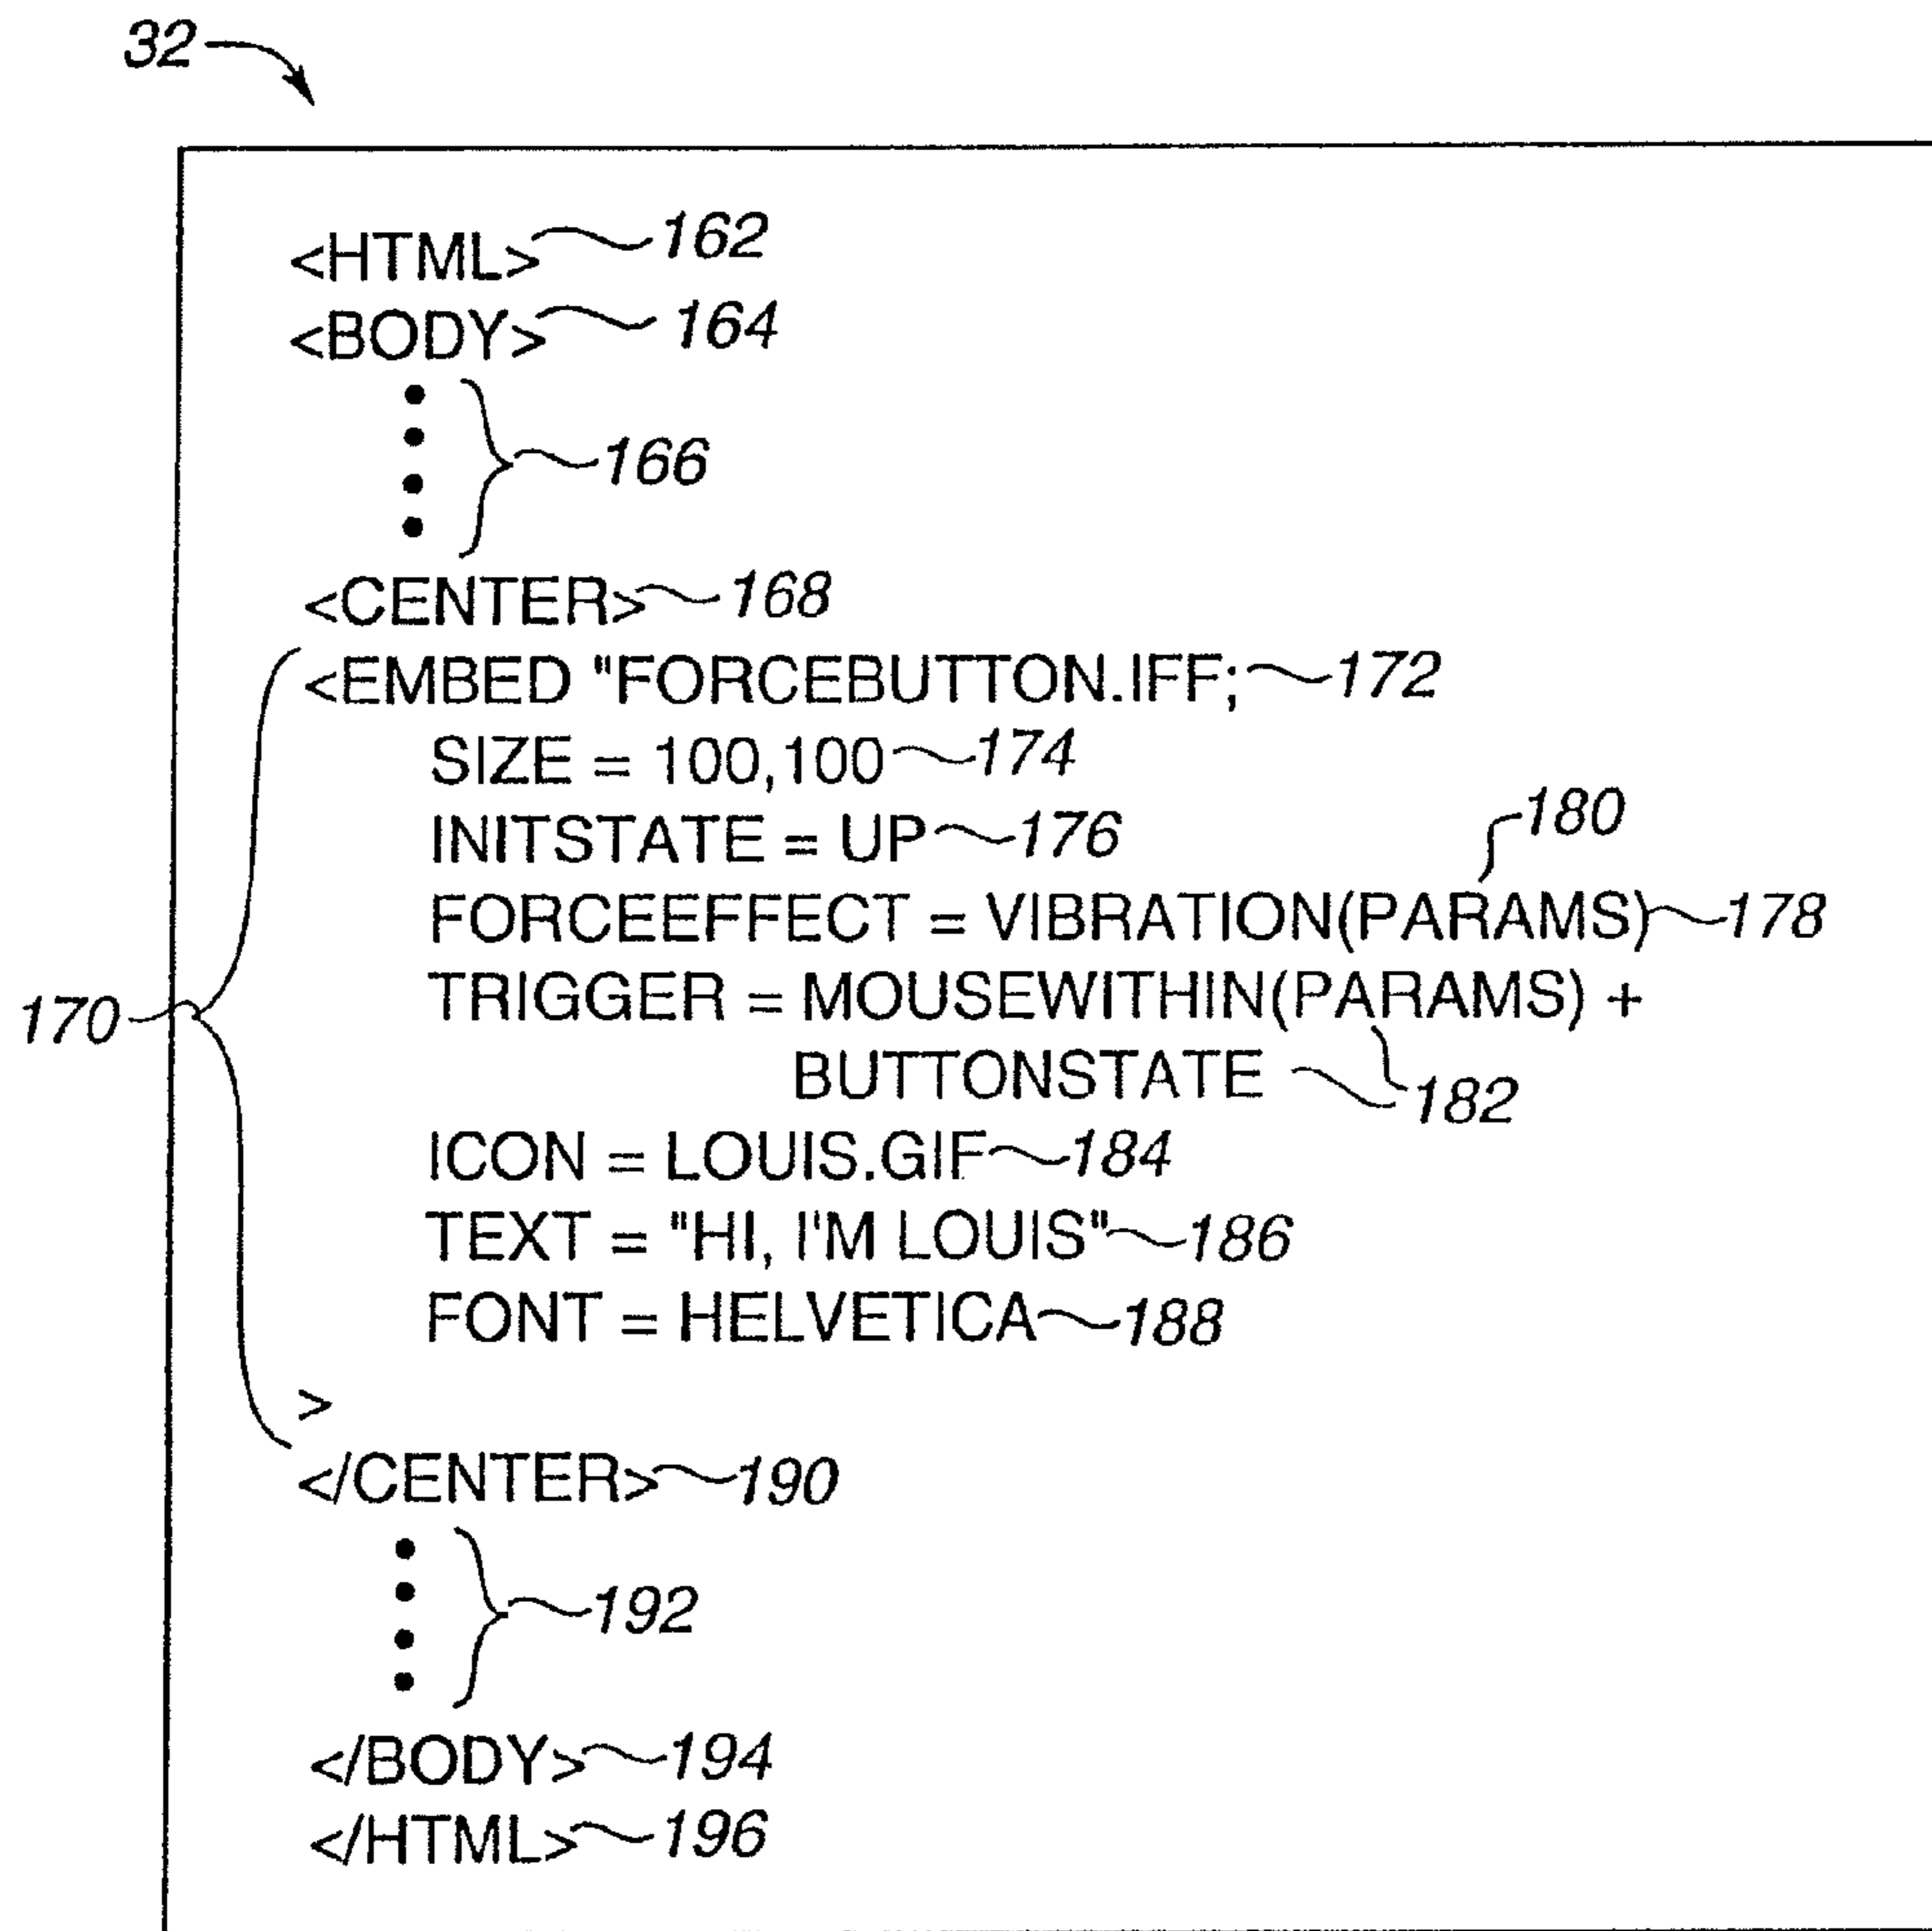 32
<HTML> 162
<BODY> 164
166
<CENTER> 168
<EMBED "FORCEBUTTON.IFF; 172
SIZE = 100,100 174
INITSTATE = UP 176
180
FORCEEFFECT = VIBRATION(PARAMS) 178
TRIGGER = MOUSEWITHIN(PARAMS) +
170
BUTTONSTATE 182
ICON = LOUIS.GIF 184
TEXT = "HI, I'M LOUIS" 186
FONT = HELVETICA 188
>
</CENTER> 190
192
</BODY> 194
</HTML> 196